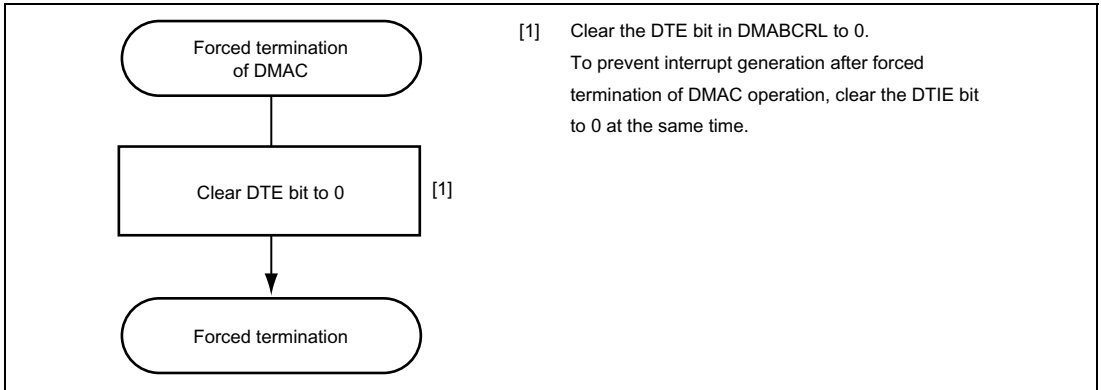 Forced termination
of DMAC
Clear DTE bit to 0
[1]
Forced termination
[1] Clear the DTE bit in DMABCRL to 0.
To prevent interrupt generation after forced
termination of DMAC operation, clear the DTIE bit
to 0 at the same time.